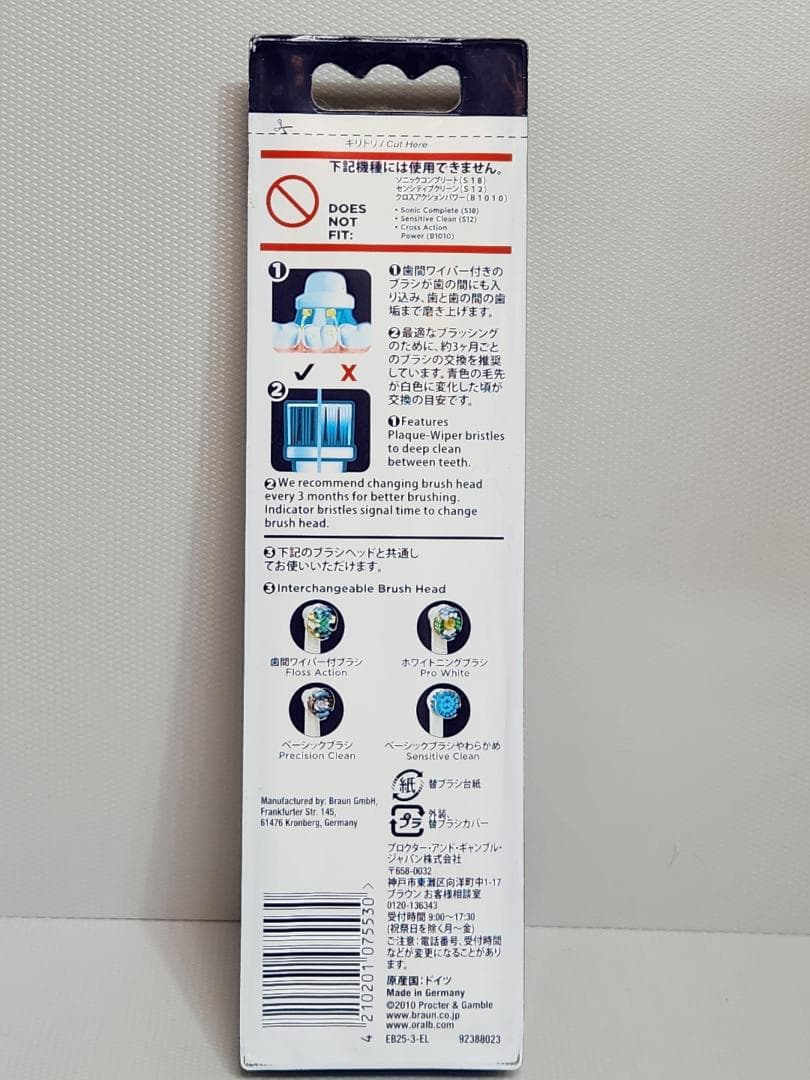 キリトリ / Cut Here
下記機種には使用できません。
ソニックコンプリート(S18)
センシティブクリーン(S12)
クロスアクションパワー(B1010)
DOES
NOT
FIT:
• Sonic Complete (S18)
• Sensitive Clean (S12)
• Cross Action
Power (B1010)
1
❶歯間ワイパー付きの
ブラシが歯の間にも入
り込み、歯と歯の間の歯
垢まで磨き上げます。
✓ X
2
❷最適なブラッシング
のために、約3ヶ月ごと
のブラシの交換を推奨
しています。青色の毛先
が白色に変化した頃が
交換の目安です。
❶Features
Plaque-Wiper bristles
to deep clean
between teeth.
❷We recommend changing brush head
every 3 months for better brushing.
Indicator bristles signal time to change
brush head.
❸下記のブラシヘッドと共通し
てお使いいただけます。
❸Interchangeable Brush Head
歯間ワイパー付ブラシ
Floss Action
ホワイトニングブラシ
Pro White
ベーシックブラシ
Precision Clean
ベーシックブラシやわらかめ
Sensitive Clean
紙 替ブラシ台紙
プラ 外装、
替ブラシカバー
Manufactured by: Braun GmbH,
Frankfurter Str. 145,
61476 Kronberg, Germany
プロクター・アンド・ギャンブル・
ジャパン株式会社
〒658-0032
神戸市東灘区向洋町中1-17
ブラウン お客様相談室
0120-136343
受付時間 9:00〜17:30
(祝祭日を除く月〜金)
ご注意:電話番号、受付時間
などが変更になることがあり
ます。
原産国:ドイツ
Made in Germany
©2010 Procter & Gamble
www.braun.co.jp
www.oralb.com
EB25-3-EL 92388023
4 210201 075530 >